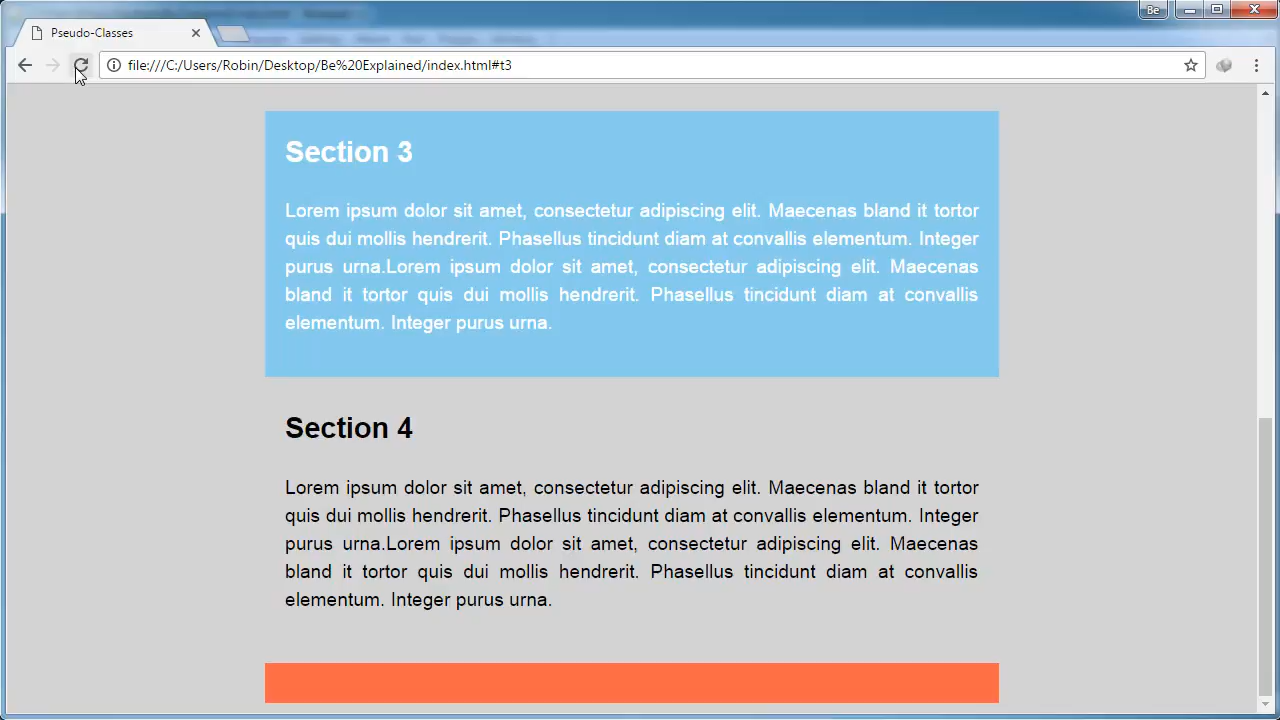 Be
Pseudo-Classes
file:///C:/Users/Robin/Desktop/Be%20Explained/index.html#t3
Section 3
Lorem ipsum dolor sit amet, consectetur adipiscing elit. Maecenas bland it tortor
quis dui mollis hendrerit. Phasellus tincidunt diam at convallis elementum. Integer
purus urna.Lorem ipsum dolor sit amet, consectetur adipiscing elit. Maecenas
bland it tortor quis dui mollis hendrerit. Phasellus tincidunt diam at convallis
elementum. Integer purus urna.
Section 4
Lorem ipsum dolor sit amet, consectetur adipiscing elit. Maecenas bland it tortor
quis dui mollis hendrerit. Phasellus tincidunt diam at convallis elementum. Integer
purus urna.Lorem ipsum dolor sit amet, consectetur adipiscing elit. Maecenas
bland it tortor quis dui mollis hendrerit. Phasellus tincidunt diam at convallis
elementum. Integer purus urna.